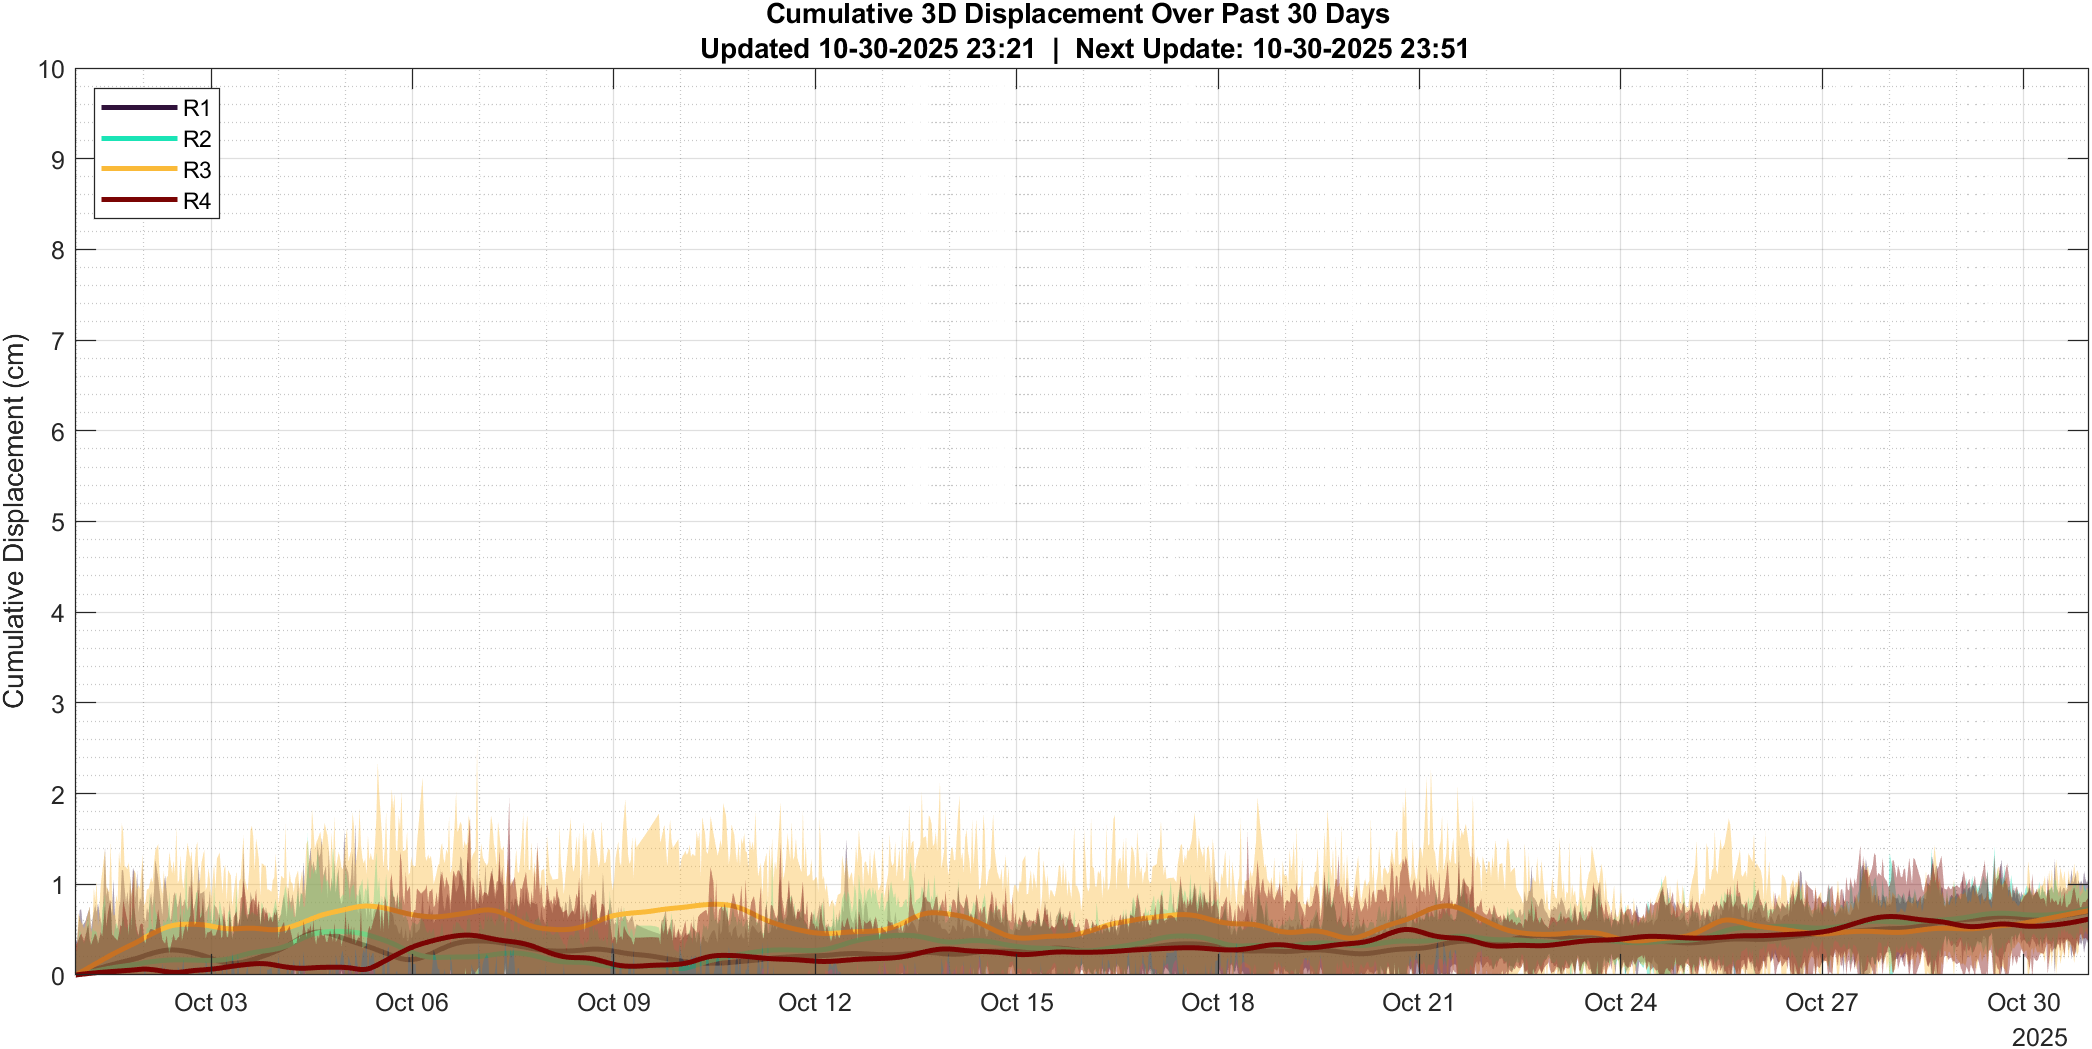 Cumulative 3D Displacement Over Past 30 Days
Updated 10-30-2025 23:21 | Next Update: 10-30-2025 23:51
Cumulative Displacement (cm)
10
9
8
7
6
5
4
3
2
1
0
R1
R2
R3
R4
Oct 03 Oct 06 Oct 09 Oct 12 Oct 15 Oct 18 Oct 21 Oct 24 Oct 27 Oct 30
2025